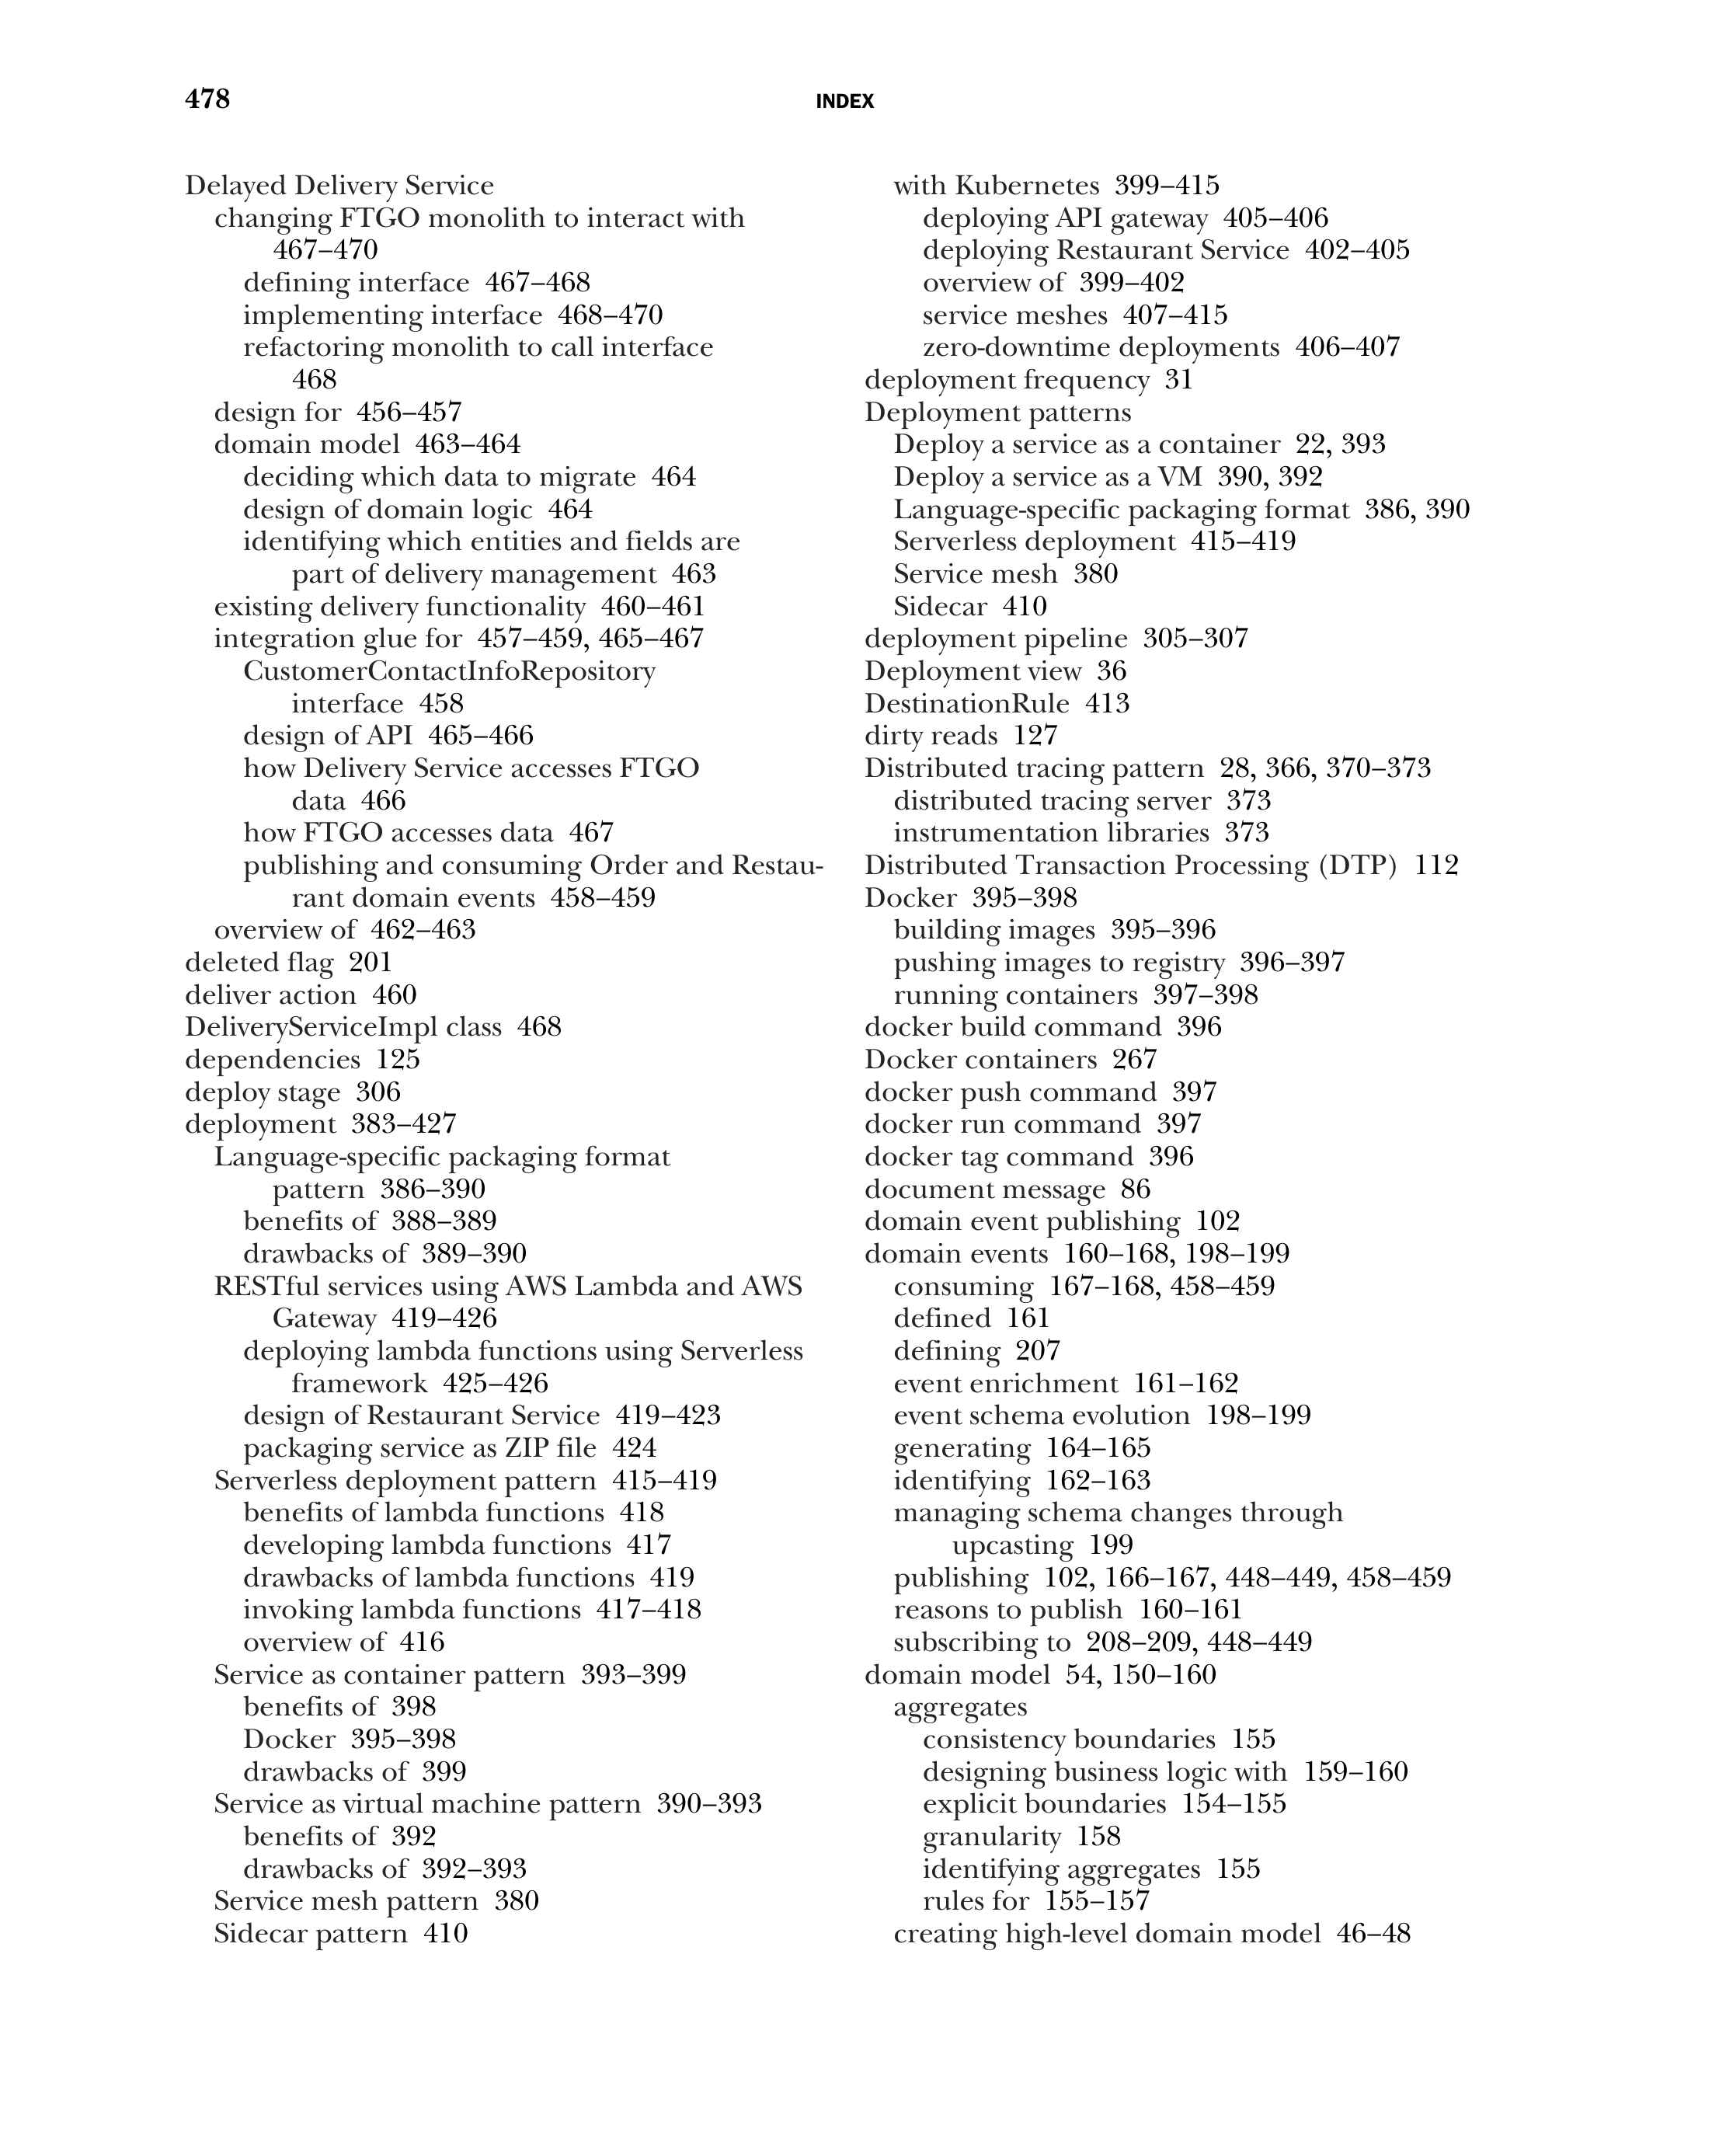 478
INDEX
Delayed Delivery Service
changing FTGO monolith to interact with
467–470
defining interface 467–468
implementing interface 468–470
refactoring monolith to call interface
468
design for 456–457
domain model 463–464
deciding which data to migrate 464
design of domain logic 464
identifying which entities and fields are
part of delivery management 463
existing delivery functionality 460–461
integration glue for 457–459, 465–467
CustomerContactInfoRepository
interface 458
design of API 465–466
how Delivery Service accesses FTGO
data 466
how FTGO accesses data 467
publishing and consuming Order and Restau-
rant domain events 458–459
overview of 462–463
deleted flag 201
deliver action 460
DeliveryServiceImpl class 468
dependencies 125
deploy stage 306
deployment 383–427
Language-specific packaging format
pattern 386–390
benefits of 388–389
drawbacks of 389–390
RESTful services using AWS Lambda and AWS
Gateway 419–426
deploying lambda functions using Serverless
framework 425–426
design of Restaurant Service 419–423
packaging service as ZIP file 424
Serverless deployment pattern 415–419
benefits of lambda functions 418
developing lambda functions 417
drawbacks of lambda functions 419
invoking lambda functions 417–418
overview of 416
Service as container pattern 393–399
benefits of 398
Docker 395–398
drawbacks of 399
Service as virtual machine pattern 390–393
benefits of 392
drawbacks of 392–393
Service mesh pattern 380
Sidecar pattern 410
with Kubernetes 399–415
deploying API gateway 405–406
deploying Restaurant Service 402–405
overview of 399–402
service meshes 407–415
zero-downtime deployments 406–407
deployment frequency 31
Deployment patterns
Deploy a service as a container 22, 393
Deploy a service as a VM 390, 392
Language-specific packaging format 386, 390
Serverless deployment 415–419
Service mesh 380
Sidecar 410
deployment pipeline 305–307
Deployment view 36
DestinationRule 413
dirty reads 127
Distributed tracing pattern 28, 366, 370–373
distributed tracing server 373
instrumentation libraries 373
Distributed Transaction Processing (DTP) 112
Docker 395–398
building images 395–396
pushing images to registry 396–397
running containers 397–398
docker build command 396
Docker containers 267
docker push command 397
docker run command 397
docker tag command 396
document message 86
domain event publishing 102
domain events 160–168, 198–199
consuming 167–168, 458–459
defined 161
defining 207
event enrichment 161–162
event schema evolution 198–199
generating 164–165
identifying 162–163
managing schema changes through
upcasting 199
publishing 102, 166–167, 448–449, 458–459
reasons to publish 160–161
subscribing to 208–209, 448–449
domain model 54, 150–160
aggregates
consistency boundaries 155
designing business logic with 159–160
explicit boundaries 154–155
granularity 158
identifying aggregates 155
rules for 155–157
creating high-level domain model 46–48